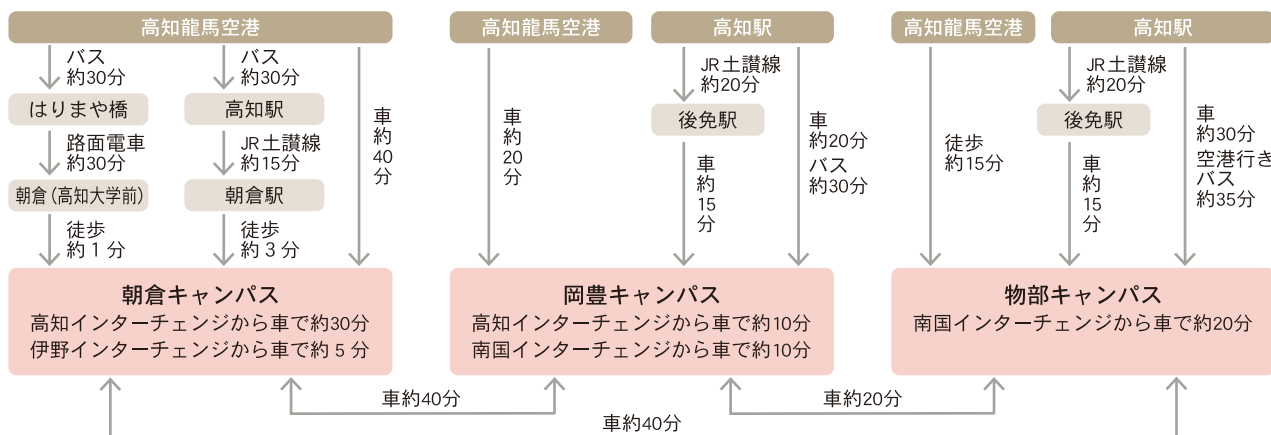 高知龍馬空港
バス
約30分
はりまや橋
路面電車
約30分
朝倉(高知大学前)
徒歩
約1分
バス
約30分
高知駅
JR土讃線
約15分
朝倉駅
徒歩
約3分
車約40分
朝倉キャンパス
高知インターチェンジから車で約30分
伊野インターチェンジから車で約5分
高知龍馬空港
車約20分
高知駅
JR土讃線
約20分
後免駅
車約15分
車
約20分
バス
約30分
岡豊キャンパス
高知インターチェンジから車で約10分
南国インターチェンジから車で約10分
高知龍馬空港
徒歩
約15分
高知駅
JR土讃線
約20分
後免駅
車約15分
車
約30分
空港行き
バス
約35分
物部キャンパス
南国インターチェンジから車で約20分
車約40分
車約20分
車約40分